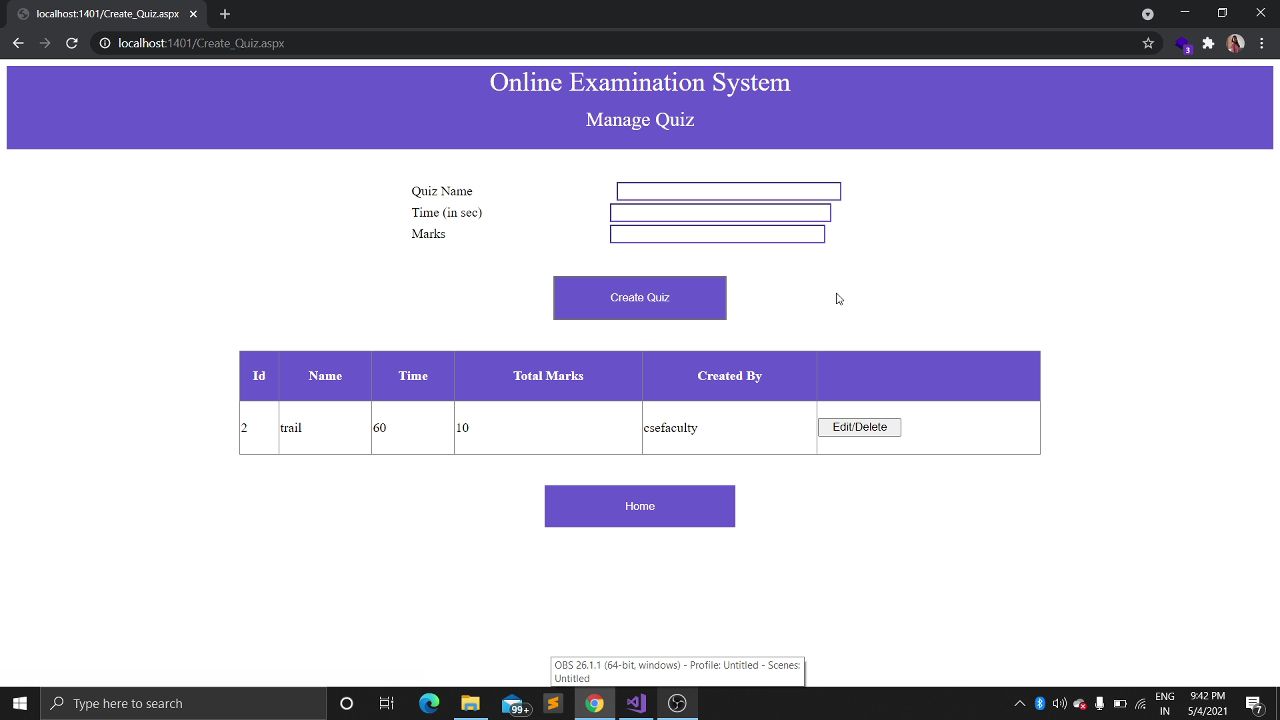 localhost:1401/Create_Quiz.aspx
localhost:1401/Create_Quiz.aspx
3
Online Examination System
Manage Quiz
Quiz Name
Time (in sec)
Marks
Create Quiz
Id Name Time Total Marks Created By
2 trail 60 10 csefaculty Edit/Delete
Home
OBS 26.1.1 (64-bit, windows) - Profile: Untitled - Scenes:
Untitled
Type here to search
99+
ENG
IN
9:42 PM
5/4/2021
7